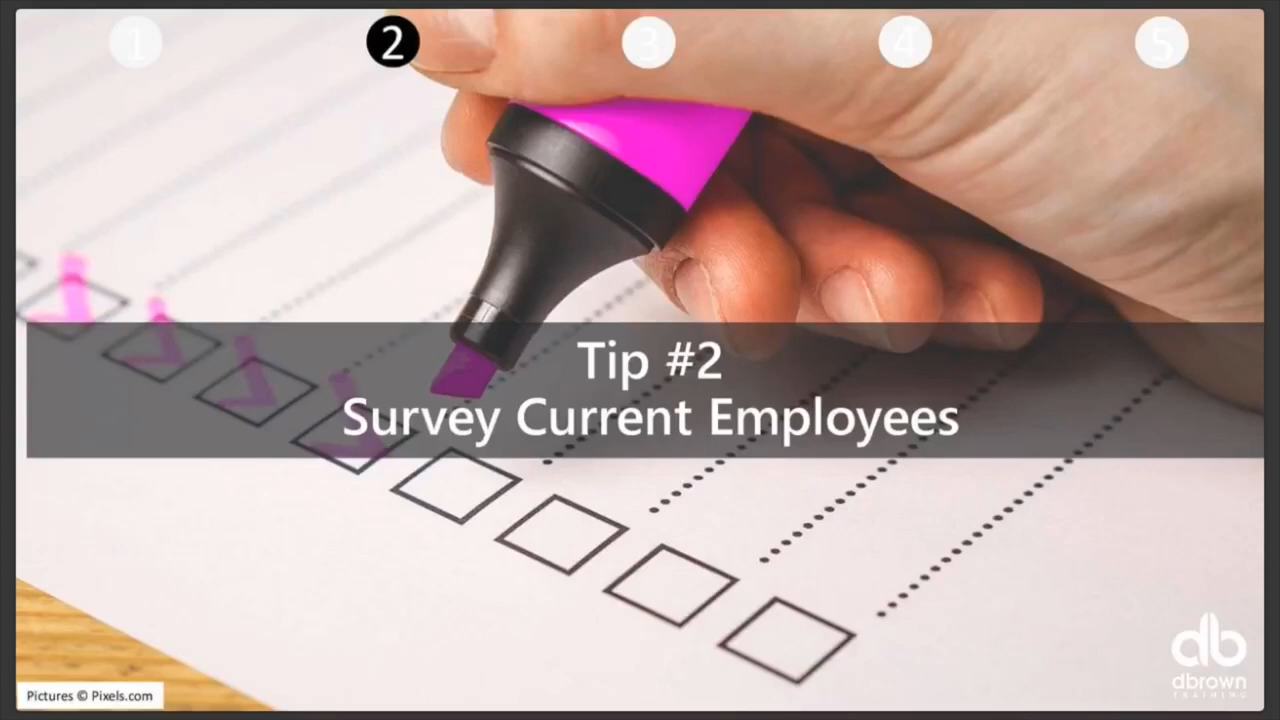 1
2
3
4
5
Tip #2
Survey Current Employees
Pictures © Pixels.com
db
dbrown
TRAINING